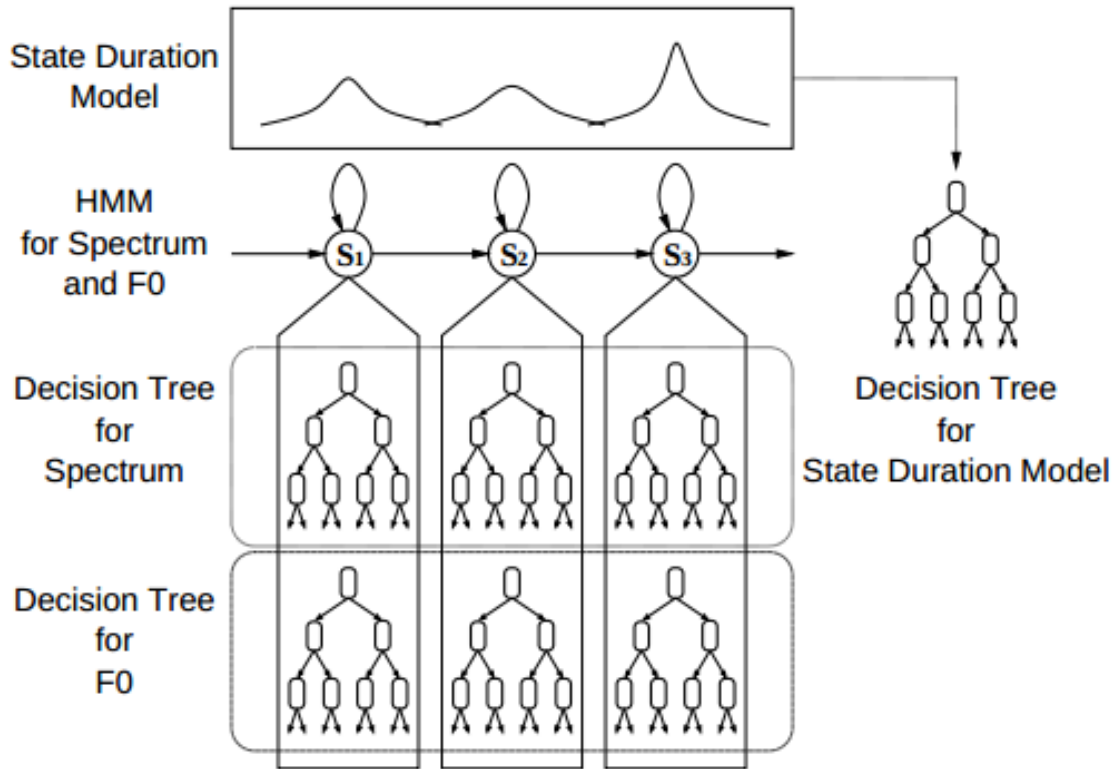 State Duration
Model
HMM
for Spectrum
and F0
S1
S2
S3
Decision Tree
for
Spectrum
Decision Tree
for
State Duration Model
Decision Tree
for
F0